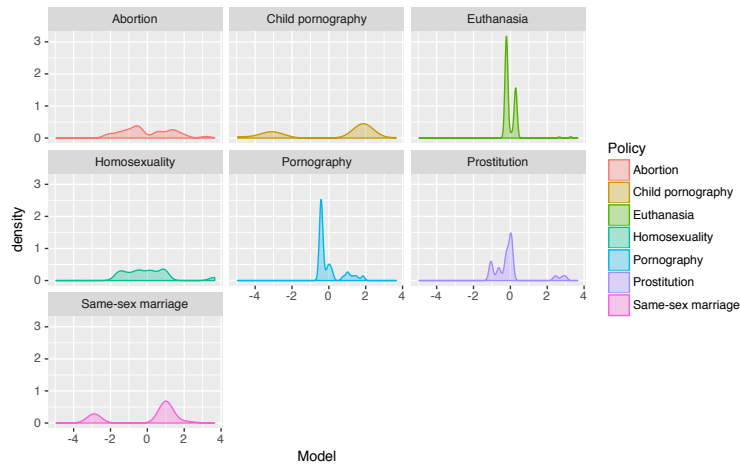 Abortion
Child pornography
Euthanasia
3
2
1
0
Homosexuality
Pornography
Prostitution
3
2
1
0
-4 -2 0 2 4
-4 -2 0 2 4
Same-sex marriage
3
2
1
0
-4 -2 0 2 4
density
Model
Policy
Abortion
Child pornography
Euthanasia
Homosexuality
Pornography
Prostitution
Same-sex marriage